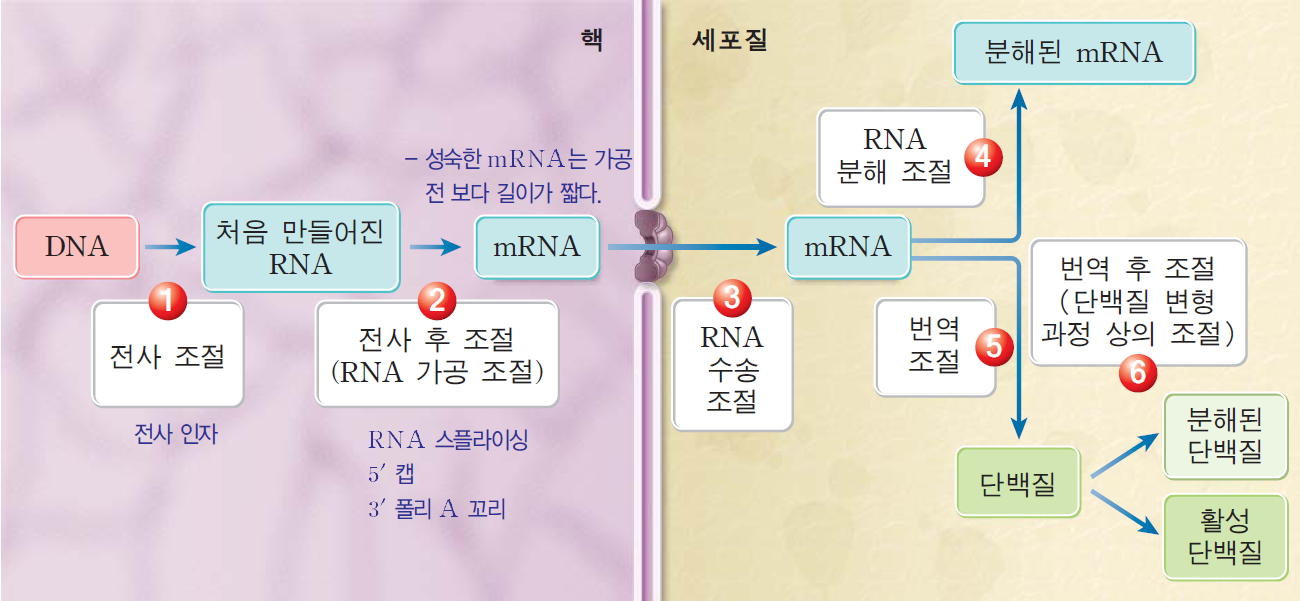 핵
세포질
분해된 mRNA
RNA
분해 조절
4
- 성숙한 mRNA는 가공
전 보다 길이가 짧다.
DNA
처음 만들어진
RNA
mRNA
mRNA
1
전사 조절
전사 인자
2
전사 후 조절
(RNA 가공 조절)
RNA 스플라이싱
5′ 캡
3′ 폴리 A 꼬리
3
RNA
수송
조절
번역
조절
5
번역 후 조절
(단백질 변형
과정 상의 조절)
6
단백질
분해된
단백질
활성
단백질